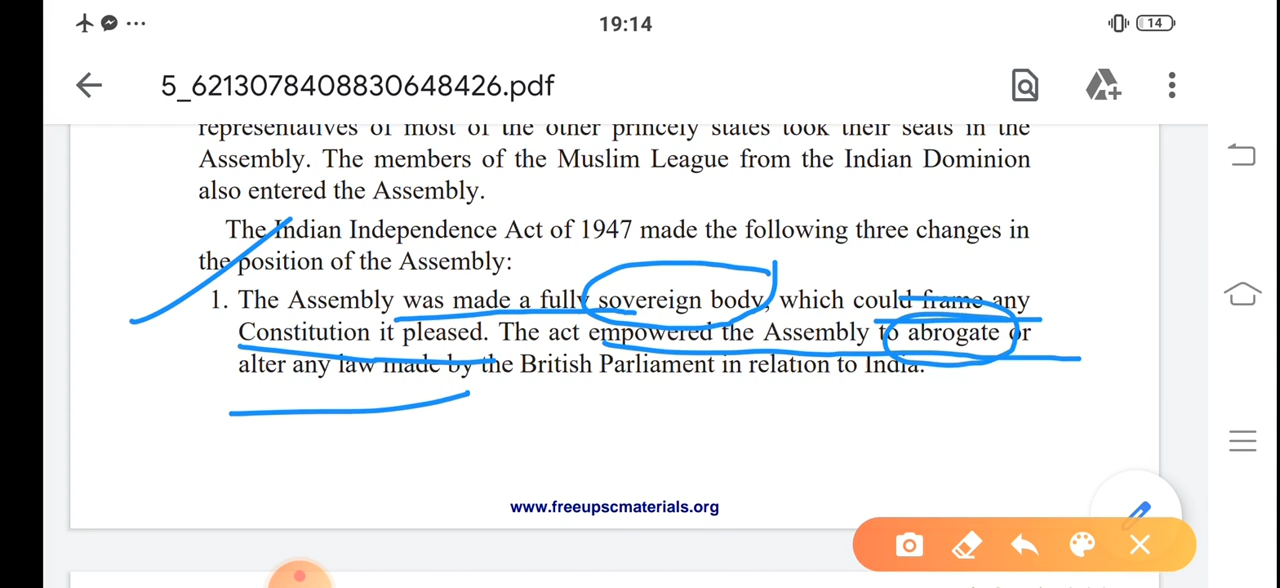 19:14
14
5_6213078408830648426.pdf
representatives of most of the other princely states took their seats in the
Assembly. The members of the Muslim League from the Indian Dominion
also entered the Assembly.
The Indian Independence Act of 1947 made the following three changes in
the position of the Assembly:
1. The Assembly was made a fully sovereign body, which could frame any
Constitution it pleased. The act empowered the Assembly to abrogate or
alter any law made by the British Parliament in relation to India.
www.freeupscmaterials.org